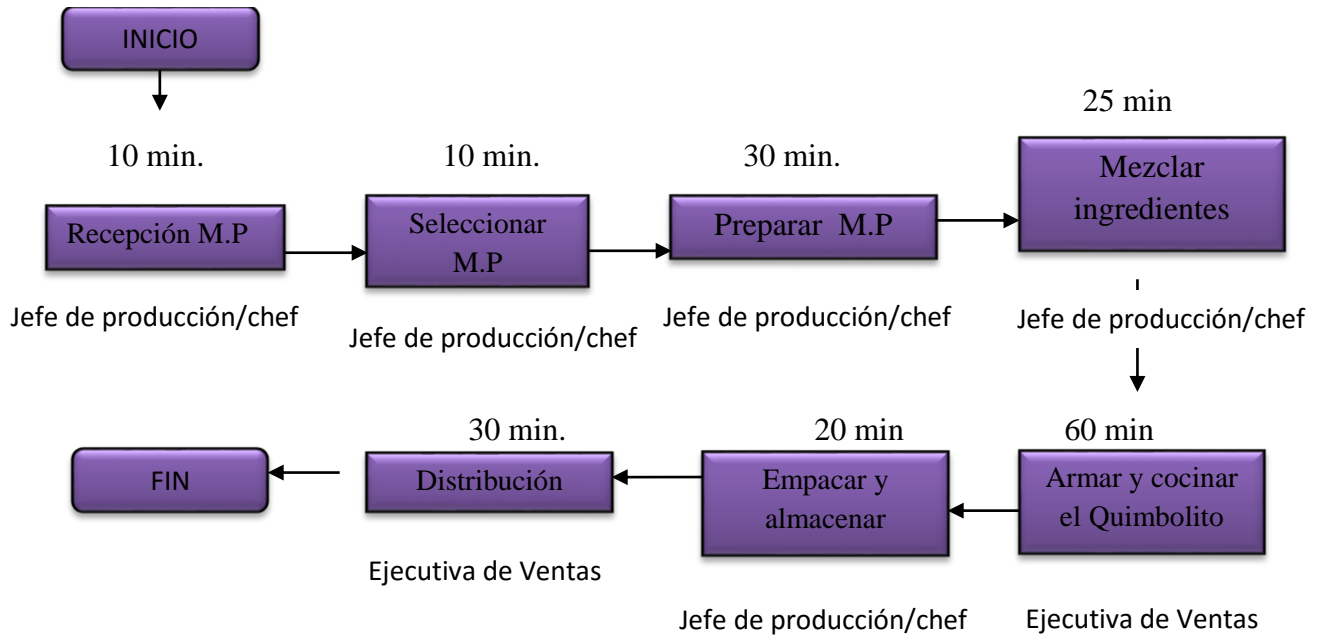 INICIO
25 min
10 min.
10 min.
30 min.
Mezclar
ingredientes
Recepción M.P
Seleccionar
M.P
Preparar M.P
Jefe de producción/chef
Jefe de producción/chef
Jefe de producción/chef
Jefe de producción/chef
30 min.
20 min
60 min
FIN
Distribución
Empacar y
almacenar
Armar y cocinar
el Quimbolito
Ejecutiva de Ventas
Jefe de producción/chef
Ejecutiva de Ventas